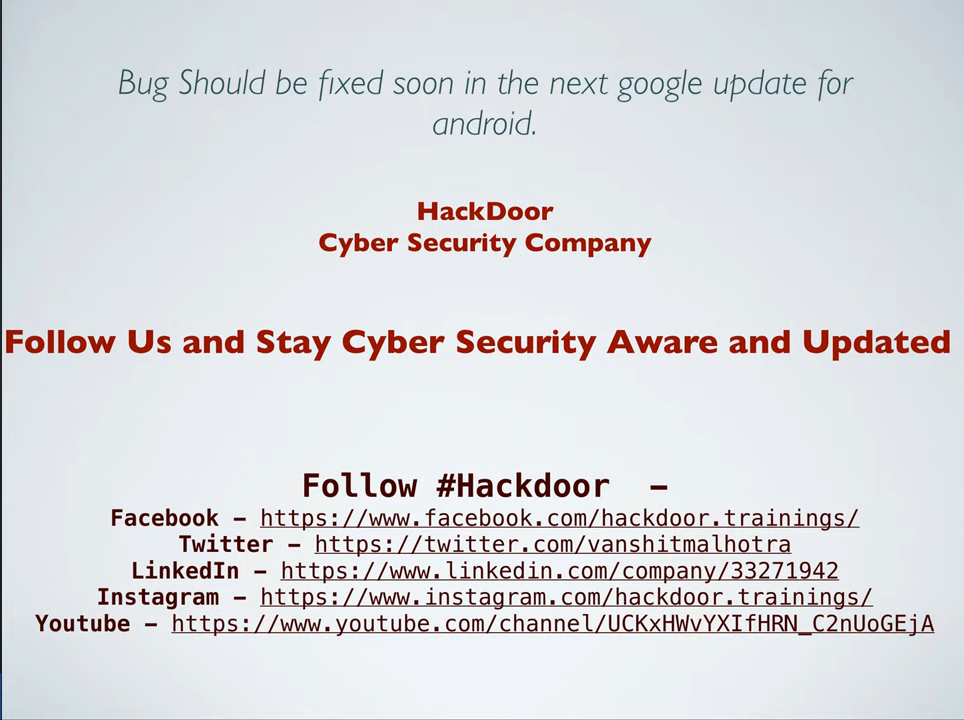 Bug Should be fixed soon in the next google update for
android.
HackDoor
Cyber Security Company
Follow Us and Stay Cyber Security Aware and Updated
Follow #Hackdoor –
Facebook – https://www.facebook.com/hackdoor.trainings/
Twitter – https://twitter.com/vanshitmalhotra
LinkedIn – https://www.linkedin.com/company/33271942
Instagram – https://www.instagram.com/hackdoor.trainings/
Youtube – https://www.youtube.com/channel/UCKxHWvYXIfHRN_C2nUoGEjA